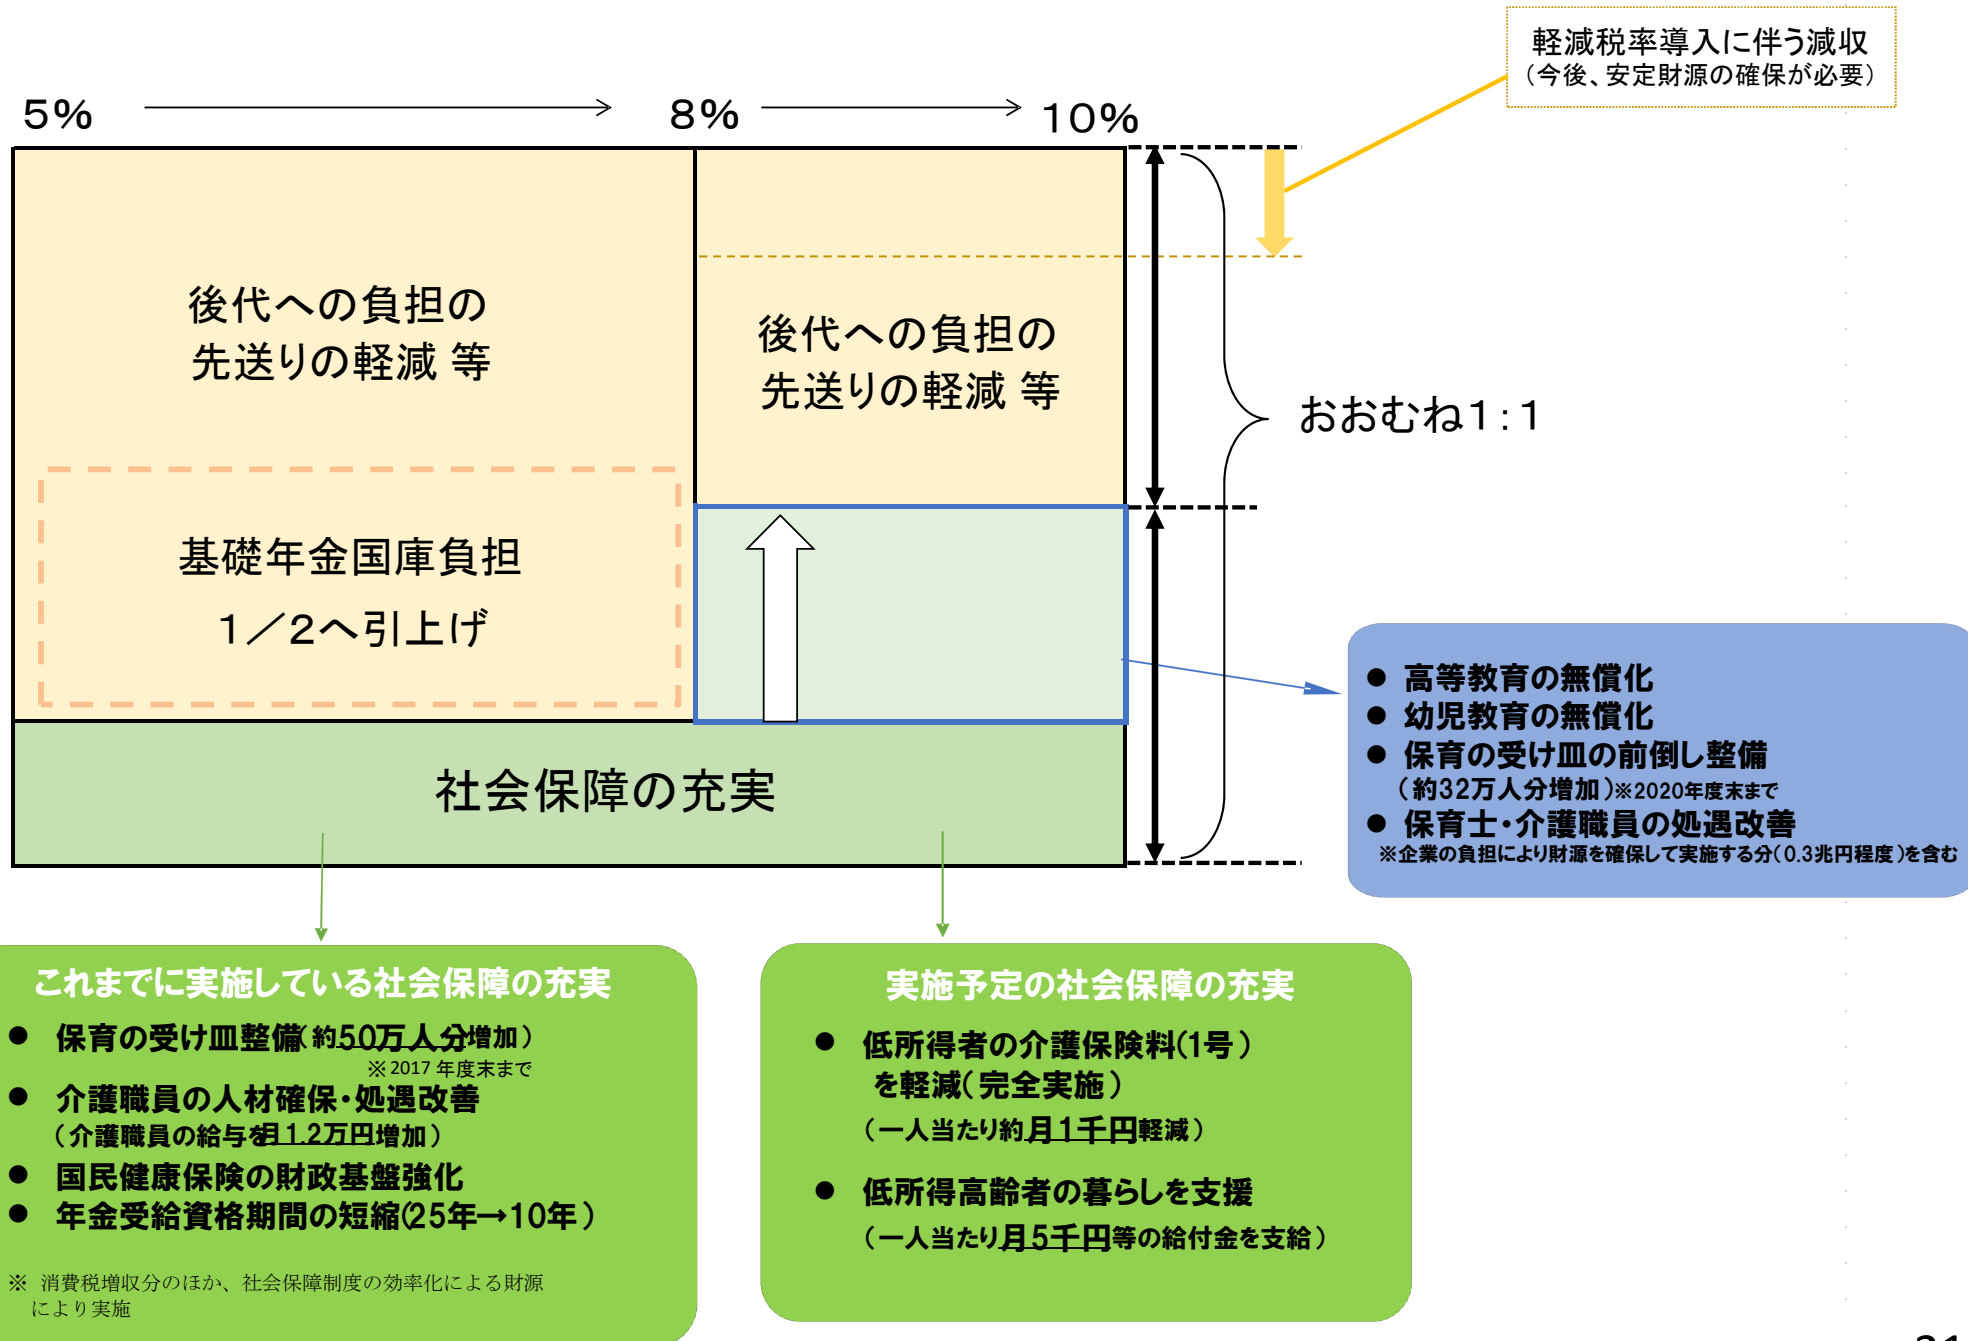 軽減税率導入に伴う減収
（今後、安定財源の確保が必要）
5%
8%
10%
後代への負担の
先送りの軽減 等
後代への負担の
先送りの軽減 等
おおむね１：１
基礎年金国庫負担
１／２へ引上げ
社会保障の充実
● 高等教育の無償化
● 幼児教育の無償化
● 保育の受け皿の前倒し整備
（約32万人分増加）※2020年度末まで
● 保育士・介護職員の処遇改善
※企業の負担により財源を確保して実施する分（0.3兆円程度）を含む
これまでに実施している社会保障の充実
● 保育の受け皿整備（約50万人分増加）
※2017 年度末まで
● 介護職員の人材確保・処遇改善
（介護職員の給与を月1.2万円増加）
● 国民健康保険の財政基盤強化
● 年金受給資格期間の短縮（25年→10年）
※ 消費税増収分のほか、社会保障制度の効率化による財源
により実施
実施予定の社会保障の充実
● 低所得者の介護保険料（1号）
を軽減（完全実施）
（一人当たり約月1千円軽減）
● 低所得高齢者の暮らしを支援
（一人当たり月5千円等の給付金を支給）